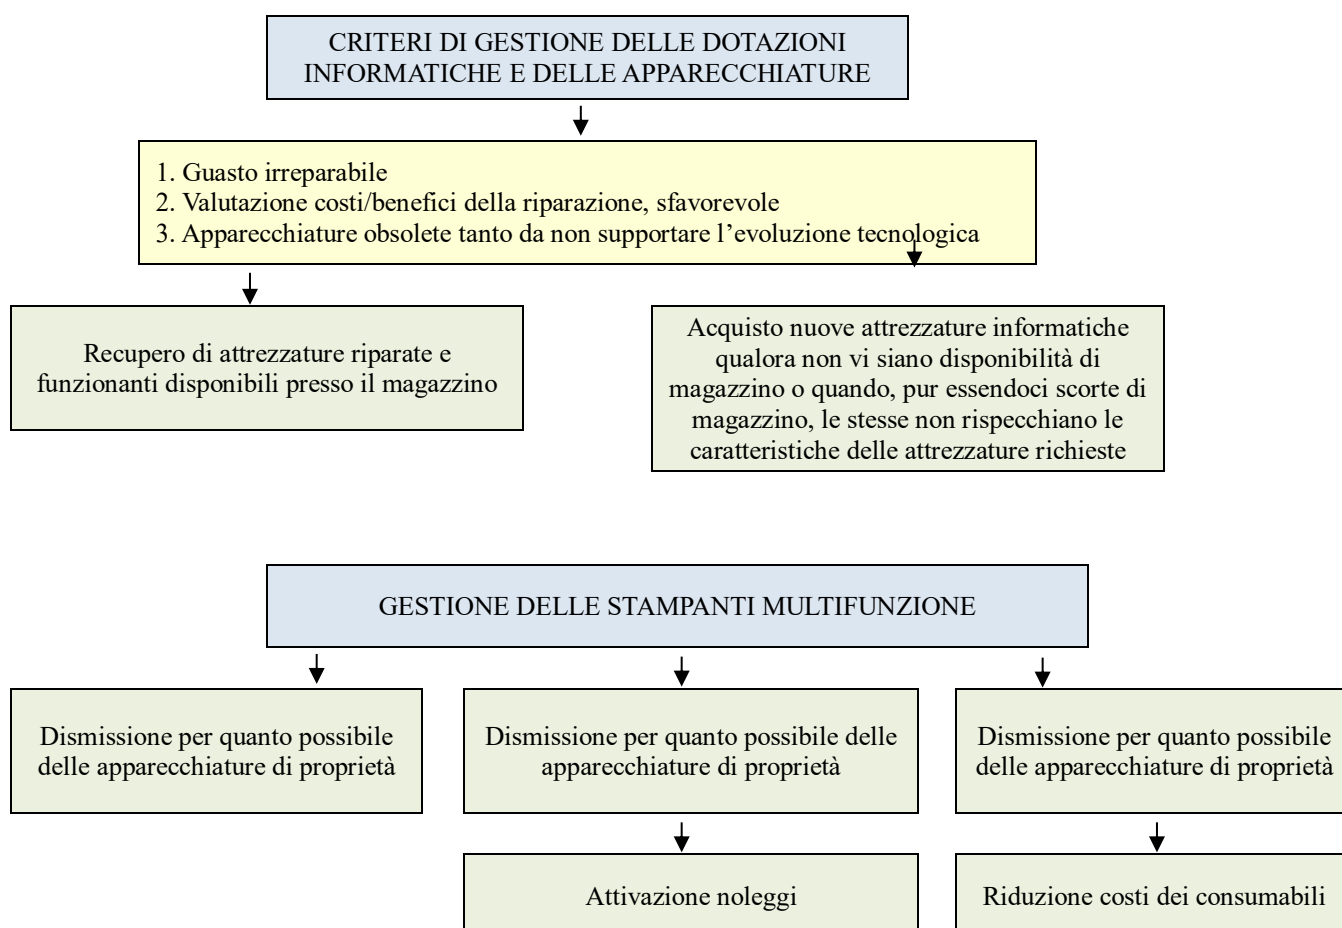 CRITERI DI GESTIONE DELLE DOTAZIONI
INFORMATICHE E DELLE APPARECCHIATURE
1. Guasto irreparabile
2. Valutazione costi/benefici della riparazione, sfavorevole
3. Apparecchiature obsolete tanto da non supportare l’evoluzione tecnologica
Recupero di attrezzature riparate e
funzionanti disponibili presso il magazzino
Acquisto nuove attrezzature informatiche
qualora non vi siano disponibilità di
magazzino o quando, pur essendoci scorte di
magazzino, le stesse non rispecchiano le
caratteristiche delle attrezzature richieste
GESTIONE DELLE STAMPANTI MULTIFUNZIONE
Dismissione per quanto possibile
delle apparecchiature di proprietà
Dismissione per quanto possibile delle
apparecchiature di proprietà
Dismissione per quanto possibile
delle apparecchiature di proprietà
Attivazione noleggi
Riduzione costi dei consumabili